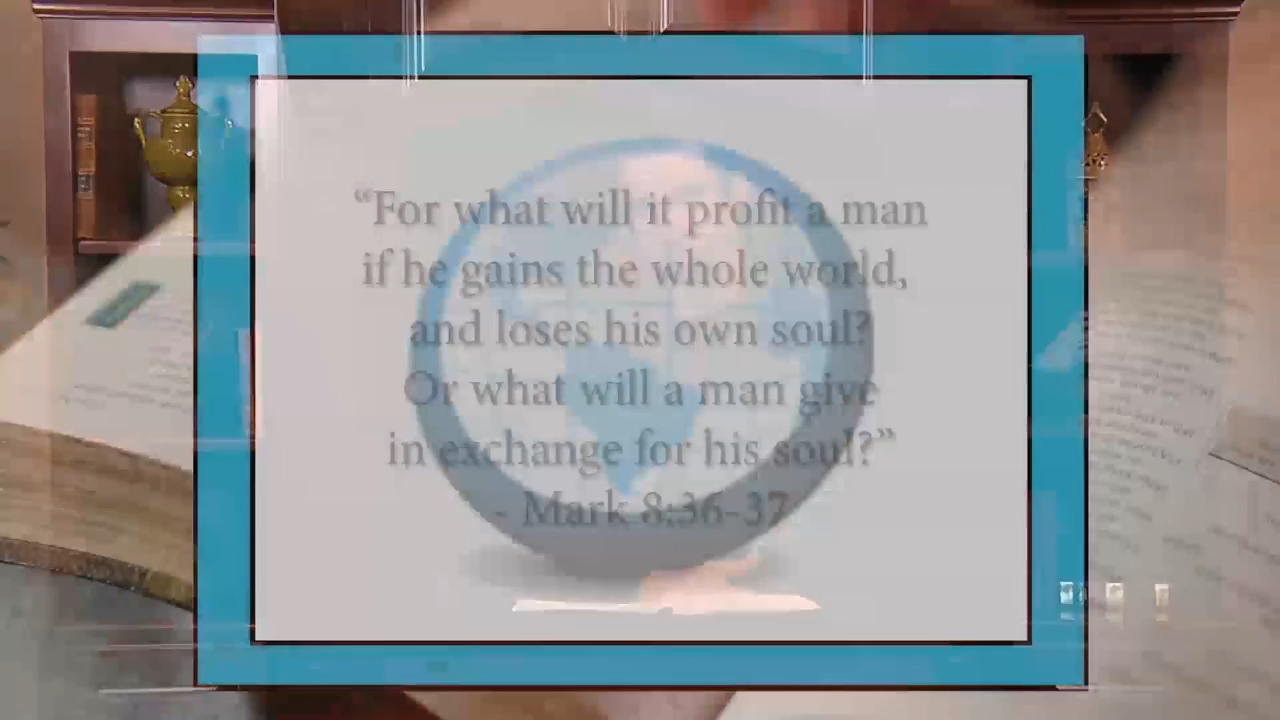 “For what will it profit a man
if he gains the whole world,
and loses his own soul?
Or what will a man give
in exchange for his soul?”
- Mark 8:36-37